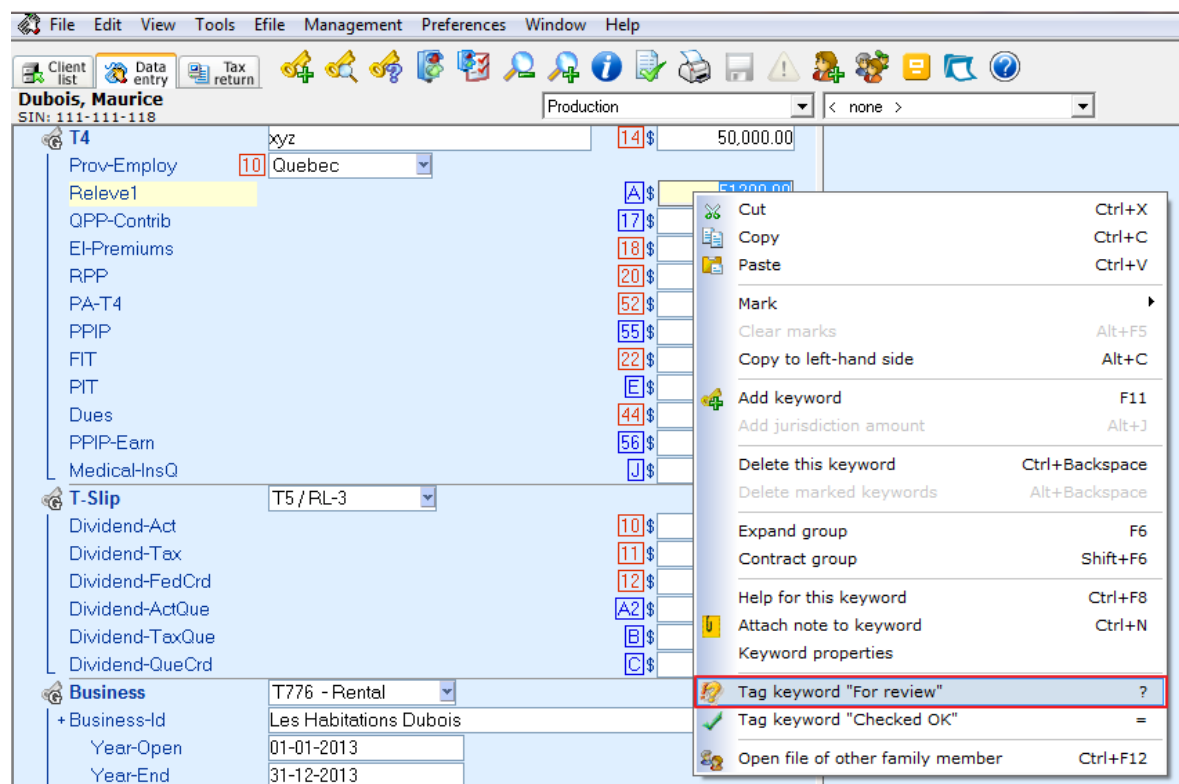 File Edit View Tools Efile Management Preferences Window Help
Client list Data entry Tax return
Dubois, Maurice
SIN: 111-111-118
Production < none >
T4 xyz 14 $ 50,000.00
Prov-Employ 10 Quebec
Releve1 A $ 51200.00
QPP-Contrib 17 $
EI-Premiums 18 $
RPP 20 $
PA-T4 52 $
PPIP 55 $
FIT 22 $
PIT E $
Dues 44 $
PPIP-Earn 56 $
Medical-InsQ J $
T-Slip T5 / RL-3
Dividend-Act 10 $
Dividend-Tax 11 $
Dividend-FedCrd 12 $
Dividend-ActQue A2 $
Dividend-TaxQue B $
Dividend-QueCrd C $
Business T776 - Rental
+ Business-Id Les Habitations Dubois
Year-Open 01-01-2013
Year-End 31-12-2013
Cut Ctrl+X
Copy Ctrl+C
Paste Ctrl+V
Mark
Clear marks Alt+F5
Copy to left-hand side Alt+C
Add keyword F11
Add jurisdiction amount Alt+J
Delete this keyword Ctrl+Backspace
Delete marked keywords Alt+Backspace
Expand group F6
Contract group Shift+F6
Help for this keyword Ctrl+F8
Attach note to keyword Ctrl+N
Keyword properties
Tag keyword "For review" ?
Tag keyword "Checked OK" =
Open file of other family member Ctrl+F12